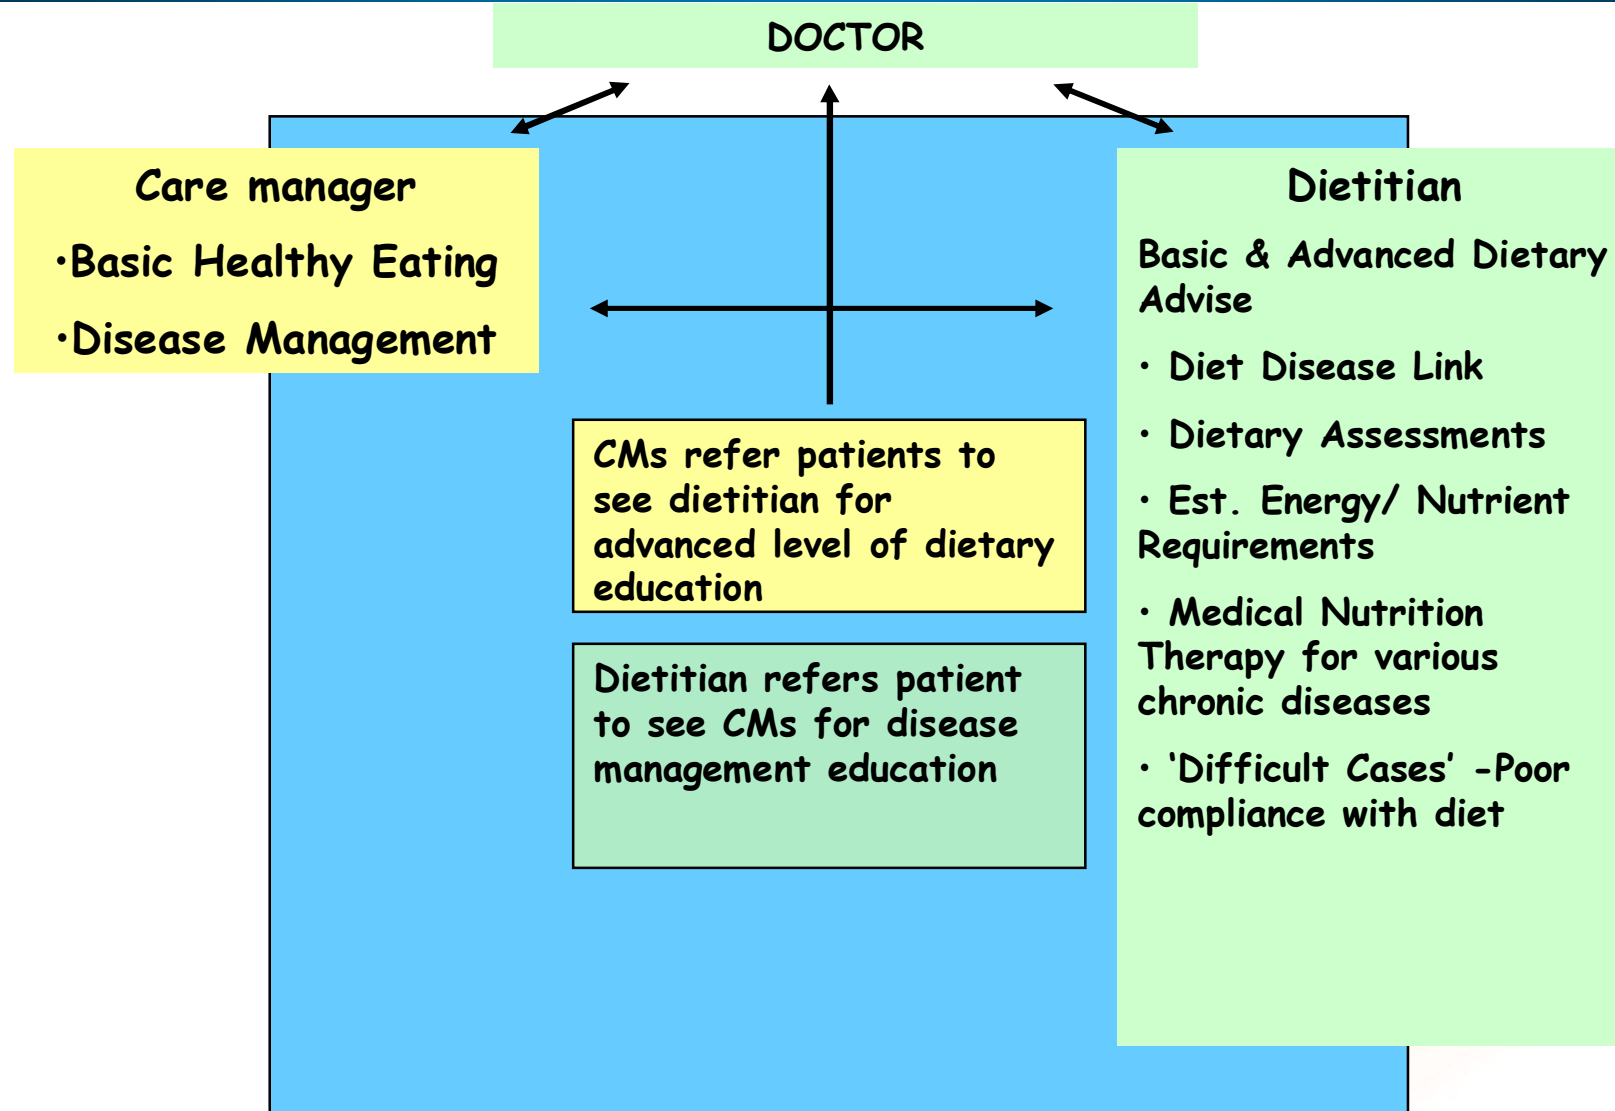 DOCTOR
Care manager
•Basic Healthy Eating
•Disease Management
CMs refer patients to
see dietitian for
advanced level of dietary
education
Dietitian refers patient
to see CMs for disease
management education
Dietitian
Basic & Advanced Dietary
Advise
• Diet Disease Link
• Dietary Assessments
• Est. Energy/ Nutrient
Requirements
• Medical Nutrition
Therapy for various
chronic diseases
• ‘Difficult Cases’ -Poor
compliance with diet